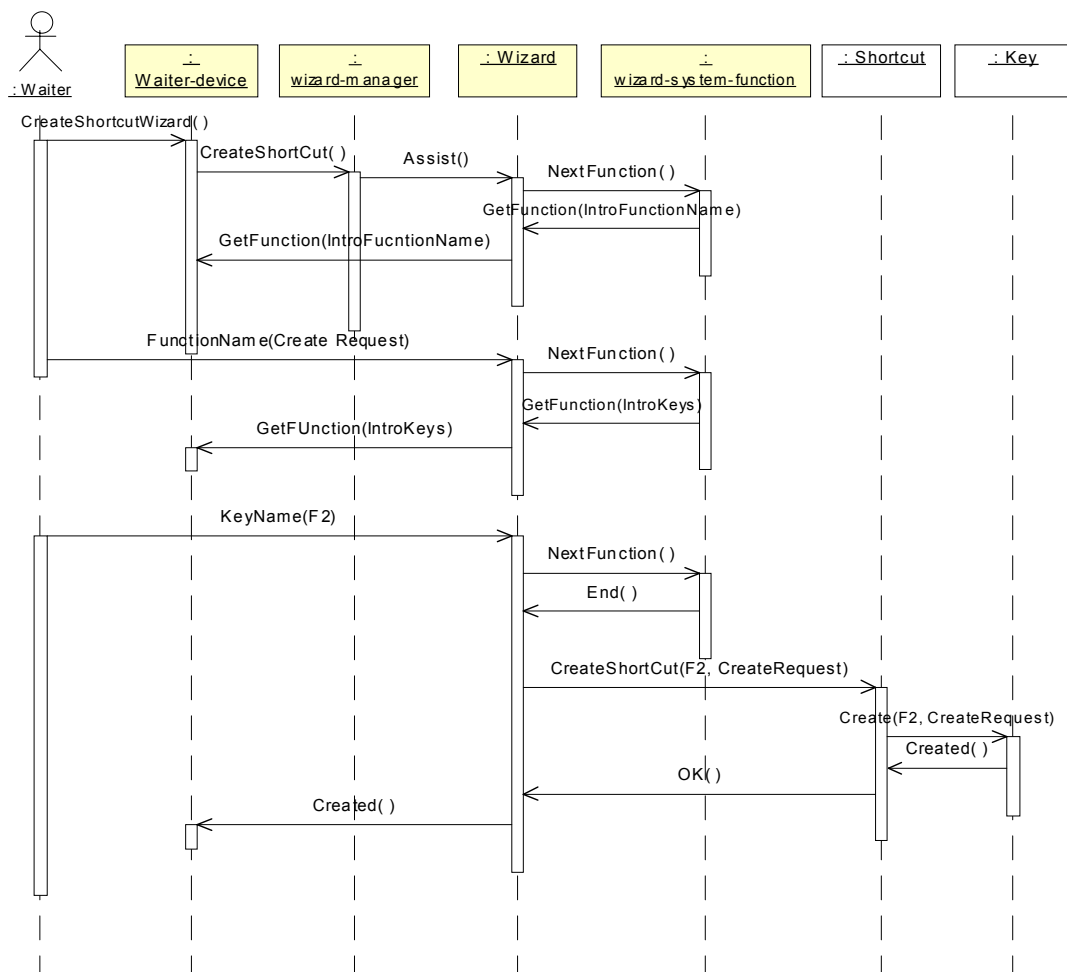 :
:
: Wizard
:
: Shortcut
: Key
Waiter-device
wizard-manager
wizard-system-function
: Waiter
CreateShortcutWizard( )
CreateShortCut( )
Assist()
NextFunction( )
GetFunction(IntroFunctionName)
GetFunction(IntroFucntionName)
FunctionName(Create Request)
NextFunction( )
GetFunction(IntroKeys)
GetFUnction(IntroKeys)
KeyName(F2)
NextFunction( )
End( )
CreateShortCut(F2, CreateRequest)
Create(F2, CreateRequest)
Created( )
OK( )
Created( )